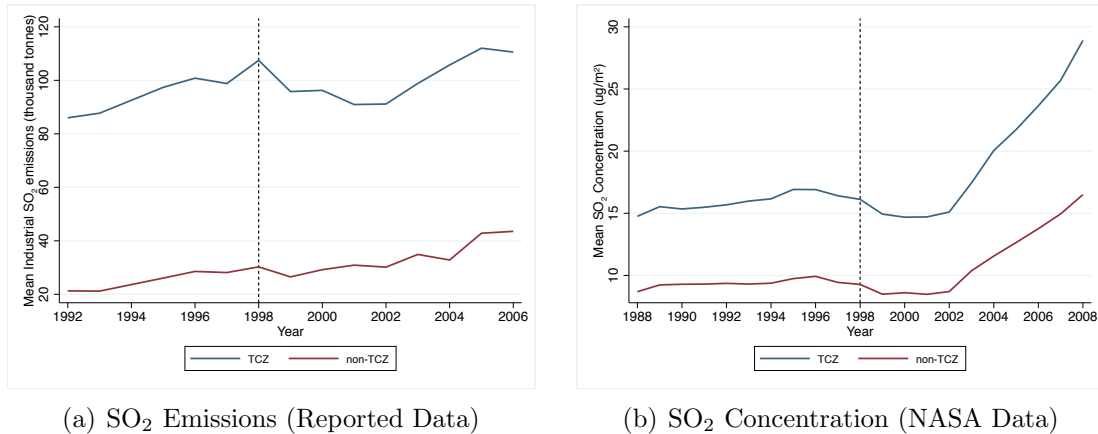 Mean Industrial SO₂ emissions (thousand tonnes)
120
100
80
60
40
20
1992 1994 1996 1998 2000 2002 2004 2006
Year
TCZ non-TCZ
(a) SO₂ Emissions (Reported Data)
Mean SO₂ Concentration (ug/m²)
30
25
20
15
10
1988 1990 1992 1994 1996 1998 2000 2002 2004 2006 2008
Year
TCZ non-TCZ
(b) SO₂ Concentration (NASA Data)